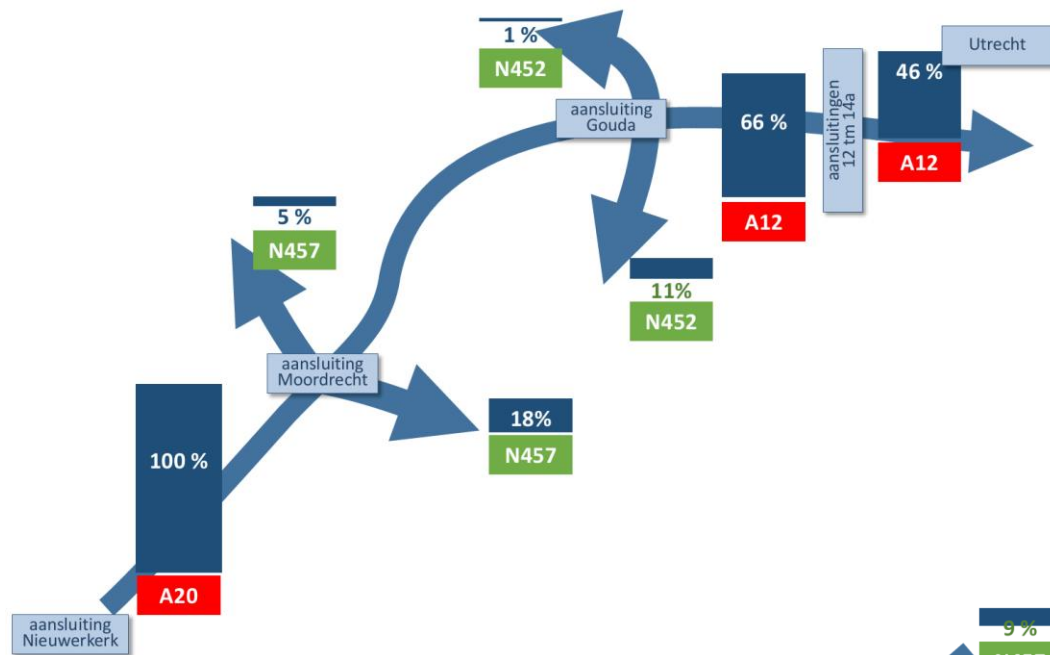 1 %
N452
aansluiting
Gouda
66 %
A12
aansluitingen
12 tm 14a
46 %
A12
Utrecht
5 %
N457
11%
N452
aansluiting
Moordrecht
18%
N457
100 %
A20
aansluiting
Nieuwerkerk
9 %